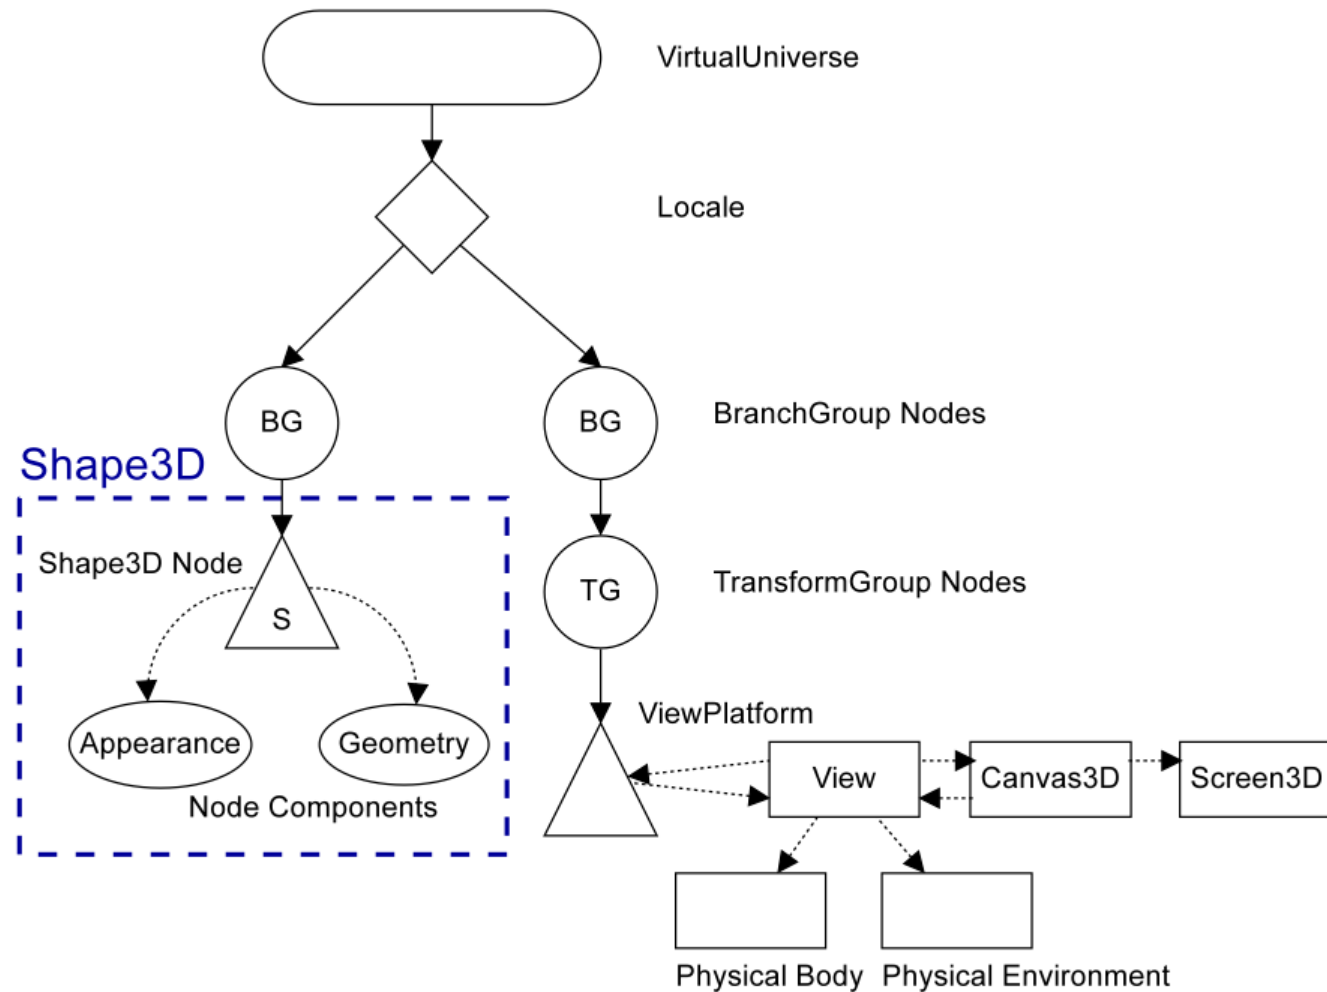 VirtualUniverse
Locale
BG
BG
BranchGroup Nodes
Shape3D
Shape3D Node
S
TG
TransformGroup Nodes
Appearance
Geometry
Node Components
ViewPlatform
View
Canvas3D
Screen3D
Physical Body
Physical Environment